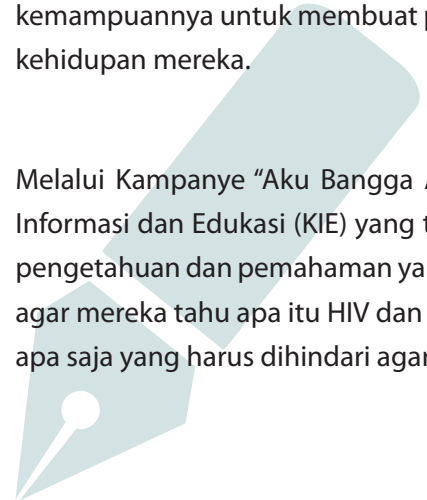 kemampuannya untuk membuat
kehidupan mereka.
Melalui Kampanye “Aku Bangga
Informasi dan Edukasi (KIE) yang
pengetahuan dan pemahaman
agar mereka tahu apa itu HIV dan
apa saja yang harus dihindari agar